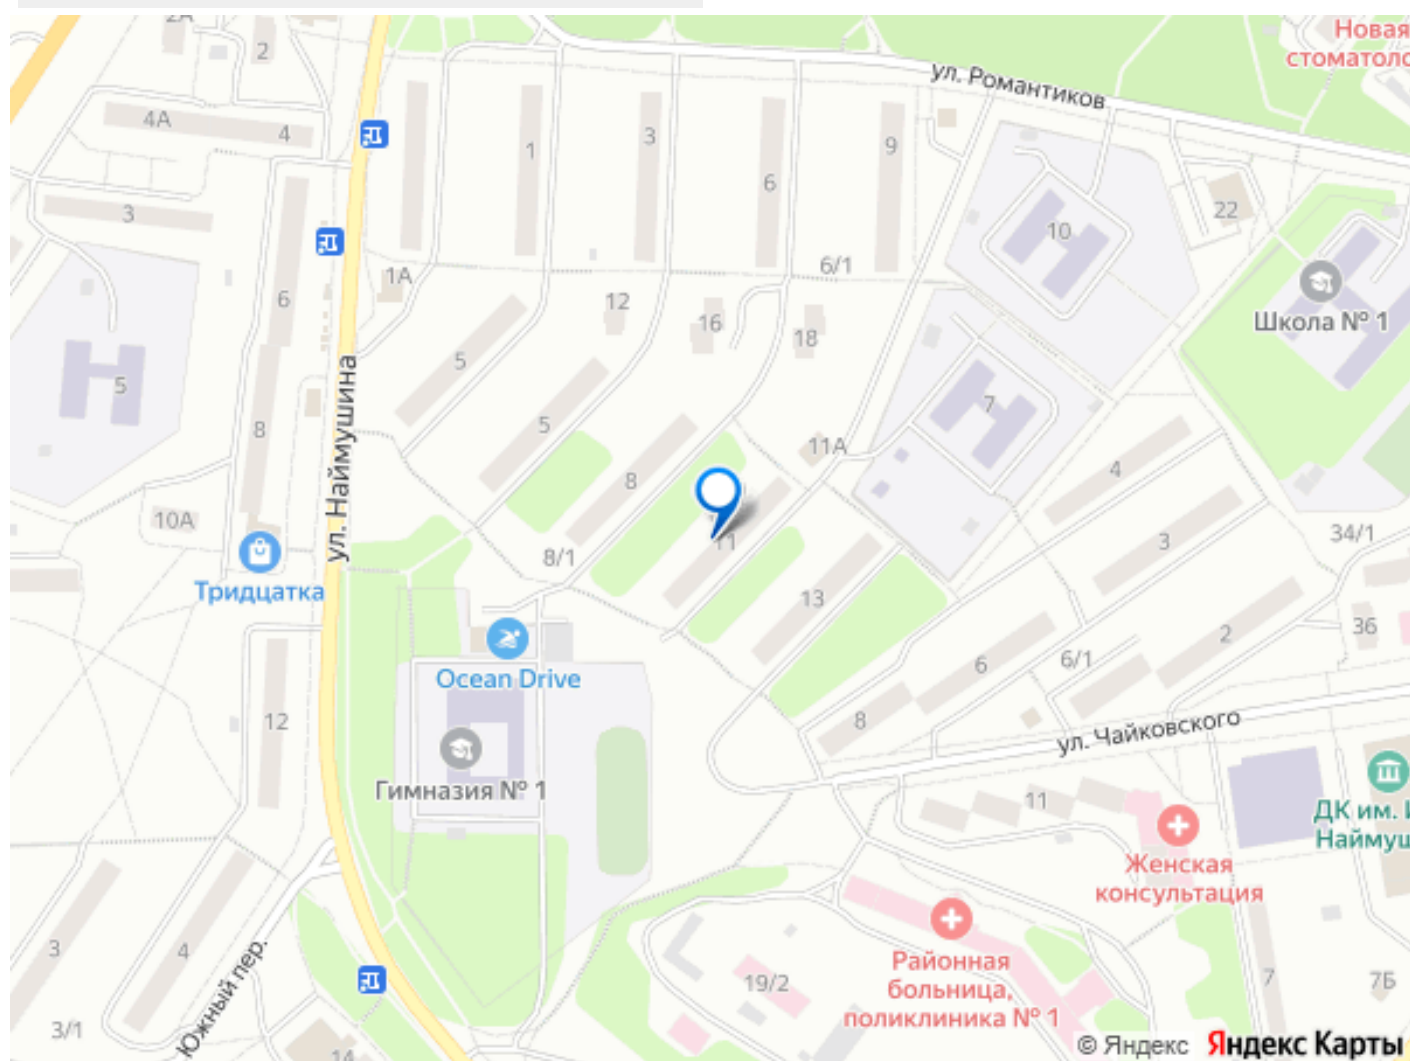 2А
2
Новая
стоматоло
ул. Романтиков
4А
4
1
3
6
9
3
10
22
6
1А
6/1
12
16
18
Школа № 1
5
5
5
7
ул. Наймушина
8
8
11А
4
10А
8/1
11
3
34/1
Тридцатка
13
Ocean Drive
6
6/1
2
36
12
8
ул. Чайковского
Гимназия № 1
11
ДК им. И
Наймуш
Женская
консультация
3
4
Южный пер.
Районная
больница,
поликлиника № 1
19/2
7
7Б
3/1
14
© Яндекс Яндекс Карты